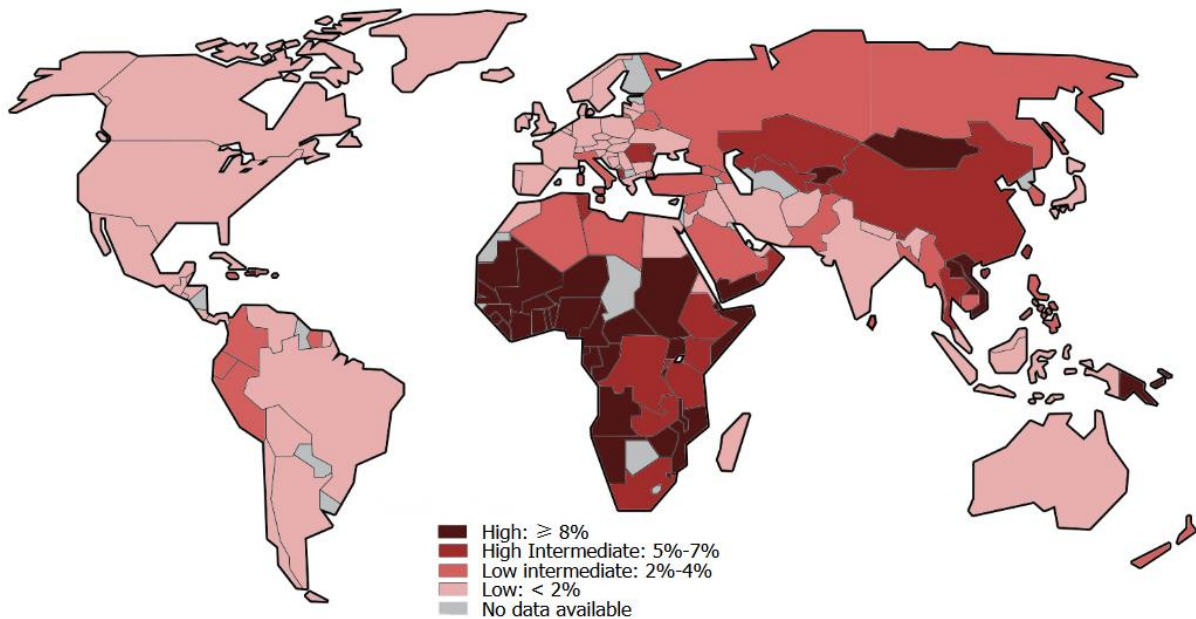 High: ⩾ 8%
High Intermediate: 5%-7%
Low intermediate: 2%-4%
Low: < 2%
No data available